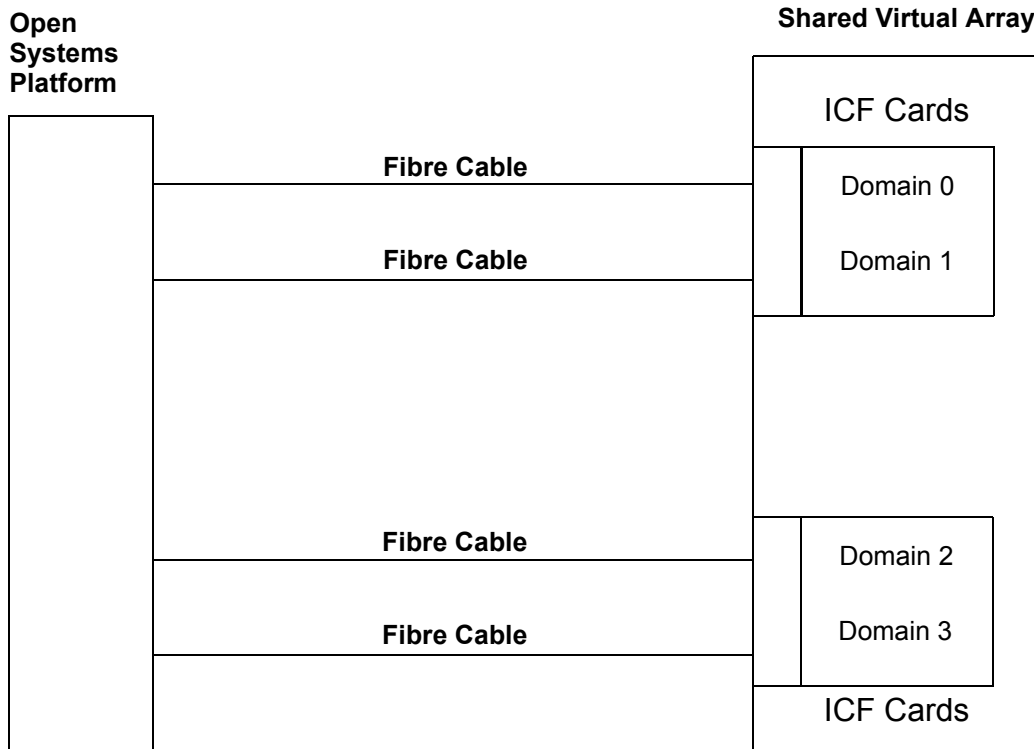 Open
Systems
Platform
Shared Virtual Array
ICF Cards
Fibre Cable
Domain 0
Fibre Cable
Domain 1
Fibre Cable
Domain 2
Fibre Cable
Domain 3
ICF Cards